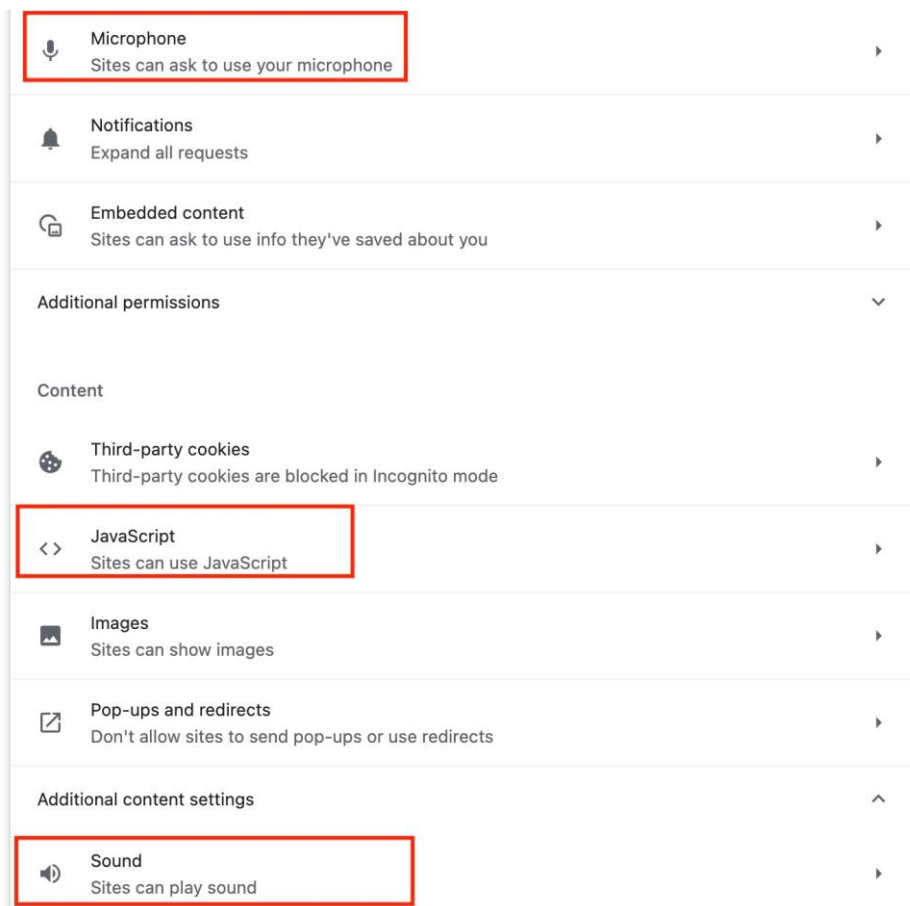 Microphone
Sites can ask to use your microphone
Notifications
Expand all requests
Embedded content
Sites can ask to use info they've saved about you
Additional permissions
Content
Third-party cookies
Third-party cookies are blocked in Incognito mode
JavaScript
Sites can use JavaScript
Images
Sites can show images
Pop-ups and redirects
Don't allow sites to send pop-ups or use redirects
Additional content settings
Sound
Sites can play sound